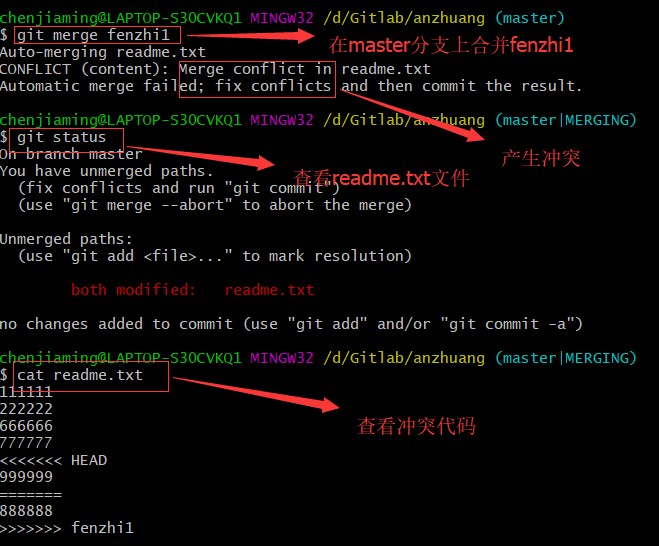 chenjiaming@LAPTOP-S30CVKQ1 MINGW32 /d/Gitlab/anzhuang (master)
$ git merge fenzhi1
在master分支上合并fenzhi1
Auto-merging readme.txt
CONFLICT (content): Merge conflict in readme.txt
Automatic merge failed; fix conflicts and then commit the result.
chenjiaming@LAPTOP-S30CVKQ1 MINGW32 /d/Gitlab/anzhuang (master|MERGING)
$ git status
产生冲突
On branch master
You have unmerged paths.
查看readme.txt文件
  (fix conflicts and run "git commit")
  (use "git merge --abort" to abort the merge)
Unmerged paths:
  (use "git add <file>..." to mark resolution)
        both modified:   readme.txt
no changes added to commit (use "git add" and/or "git commit -a")
chenjiaming@LAPTOP-S30CVKQ1 MINGW32 /d/Gitlab/anzhuang (master|MERGING)
$ cat readme.txt
111111
222222
666666
查看冲突代码
777777
<<<<<<< HEAD
999999
=======
888888
>>>>>>> fenzhi1